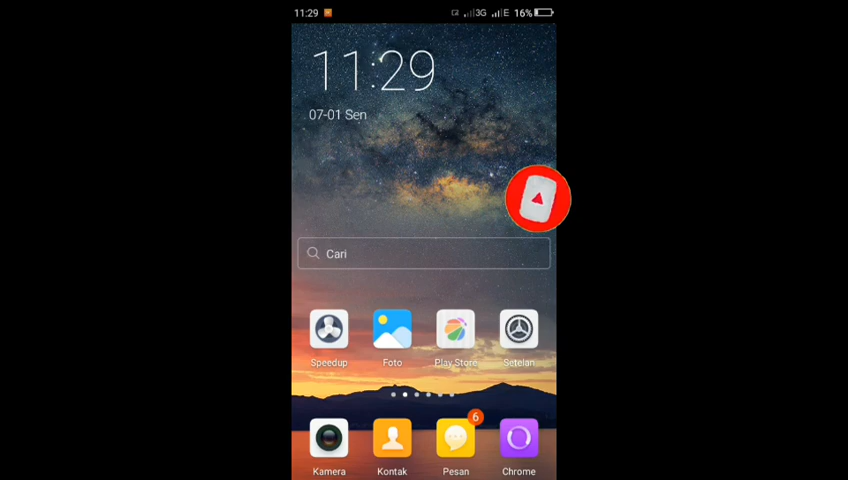 11:29 3G E 16%
11:29
07-01 Sen
Cari
Speedup Foto Play Store Setelan
6
Kamera Kontak Pesan Chrome